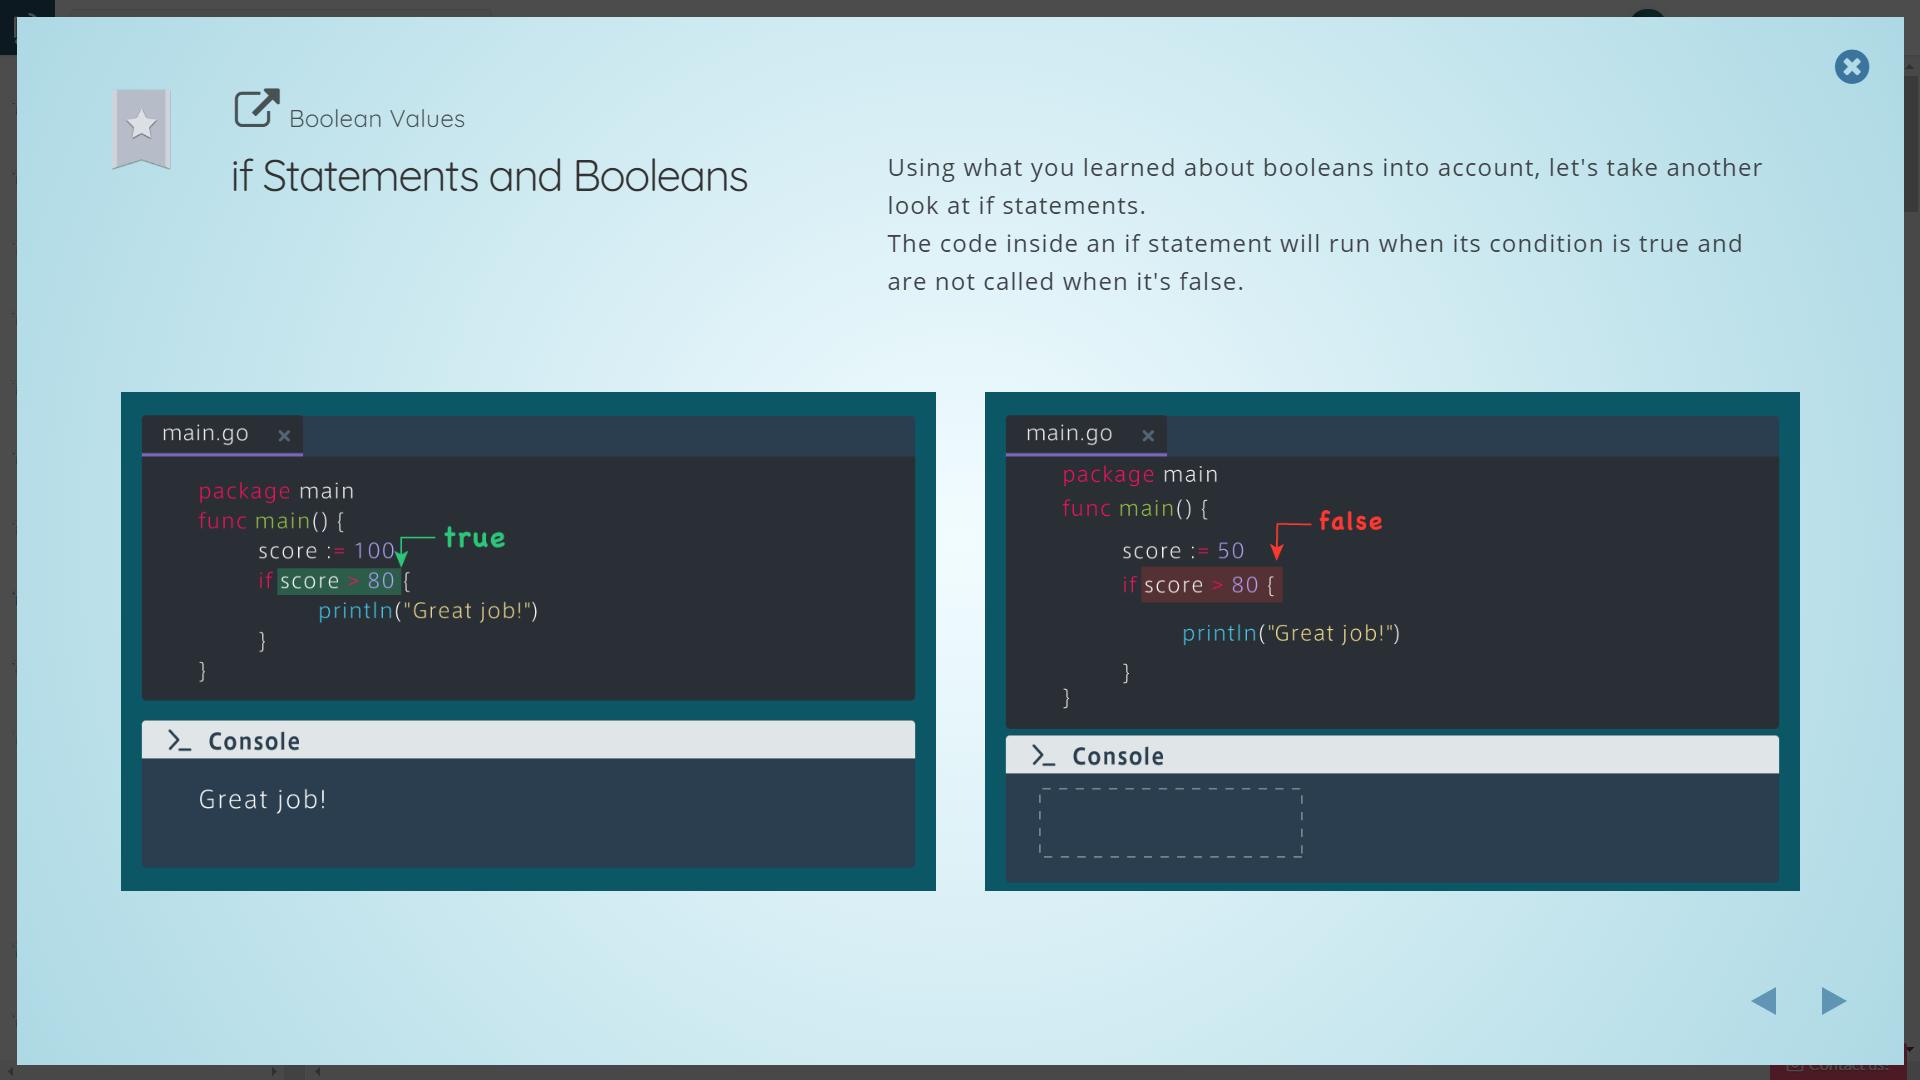 Boolean Values
if Statements and Booleans
Using what you learned about booleans into account, let's take another
look at if statements.
The code inside an if statement will run when its condition is true and
are not called when it's false.
main.go
package main
func main() {
true
score := 100
if score > 80 {
println("Great job!")
}
}
>_ Console
Great job!
main.go
package main
func main() {
false
score := 50
if score > 80 {
println("Great job!")
}
}
>_ Console
Contact us!